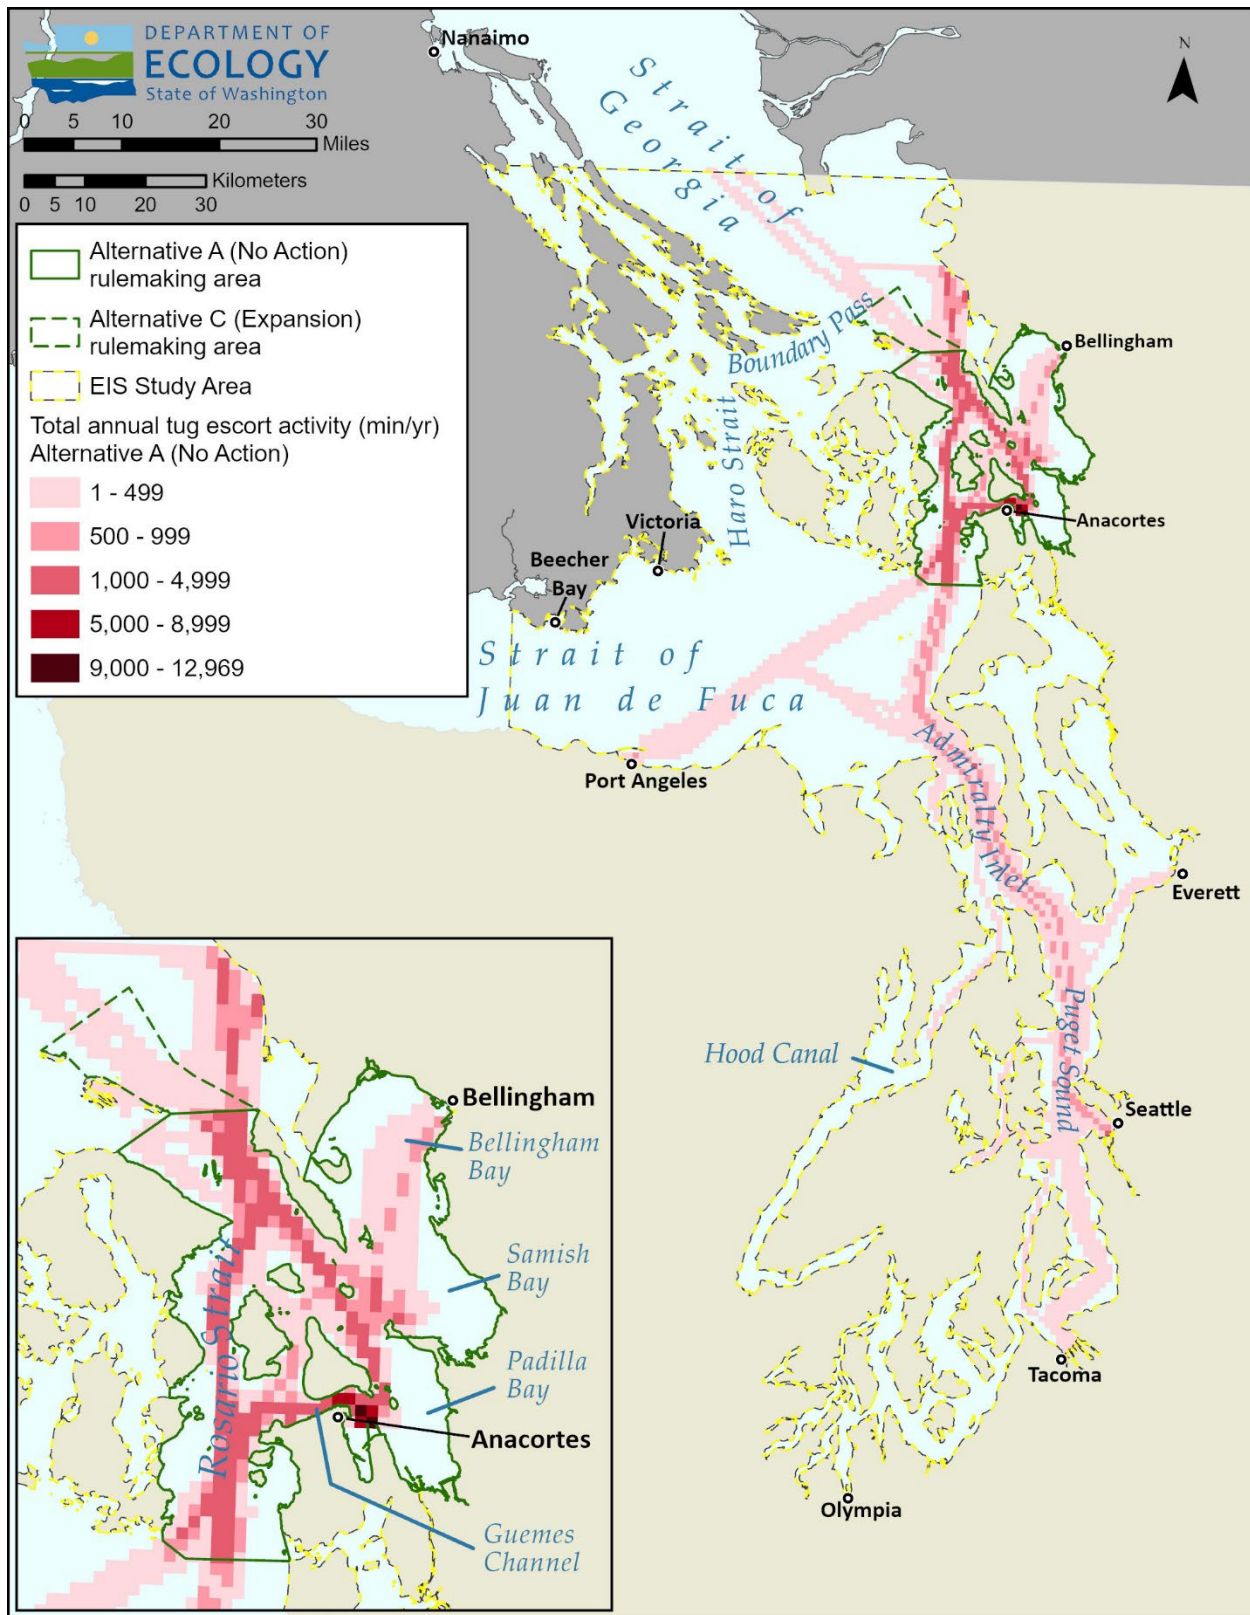 DEPARTMENT OF
ECOLOGY
State of Washington
0 5 10 20 30
Miles
Kilometers
0 5 10 20 30
Alternative A (No Action)
rulemaking area
Alternative C (Expansion)
rulemaking area
EIS Study Area
Total annual tug escort activity (min/yr)
Alternative A (No Action)
1 - 499
500 - 999
1,000 - 4,999
5,000 - 8,999
9,000 - 12,969
N
Nanaimo
Strait of
Georgia
Boundary Pass
Bellingham
Haro Strait
Anacortes
Victoria
Beecher
Bay
Strait of
Juan de Fuca
Port Angeles
Admiralty Inlet
Everett
Puget Sound
Hood Canal
Seattle
Tacoma
Olympia
Bellingham
Bellingham
Bay
Samish
Bay
Rosario Strait
Padilla
Bay
Anacortes
Guemes
Channel